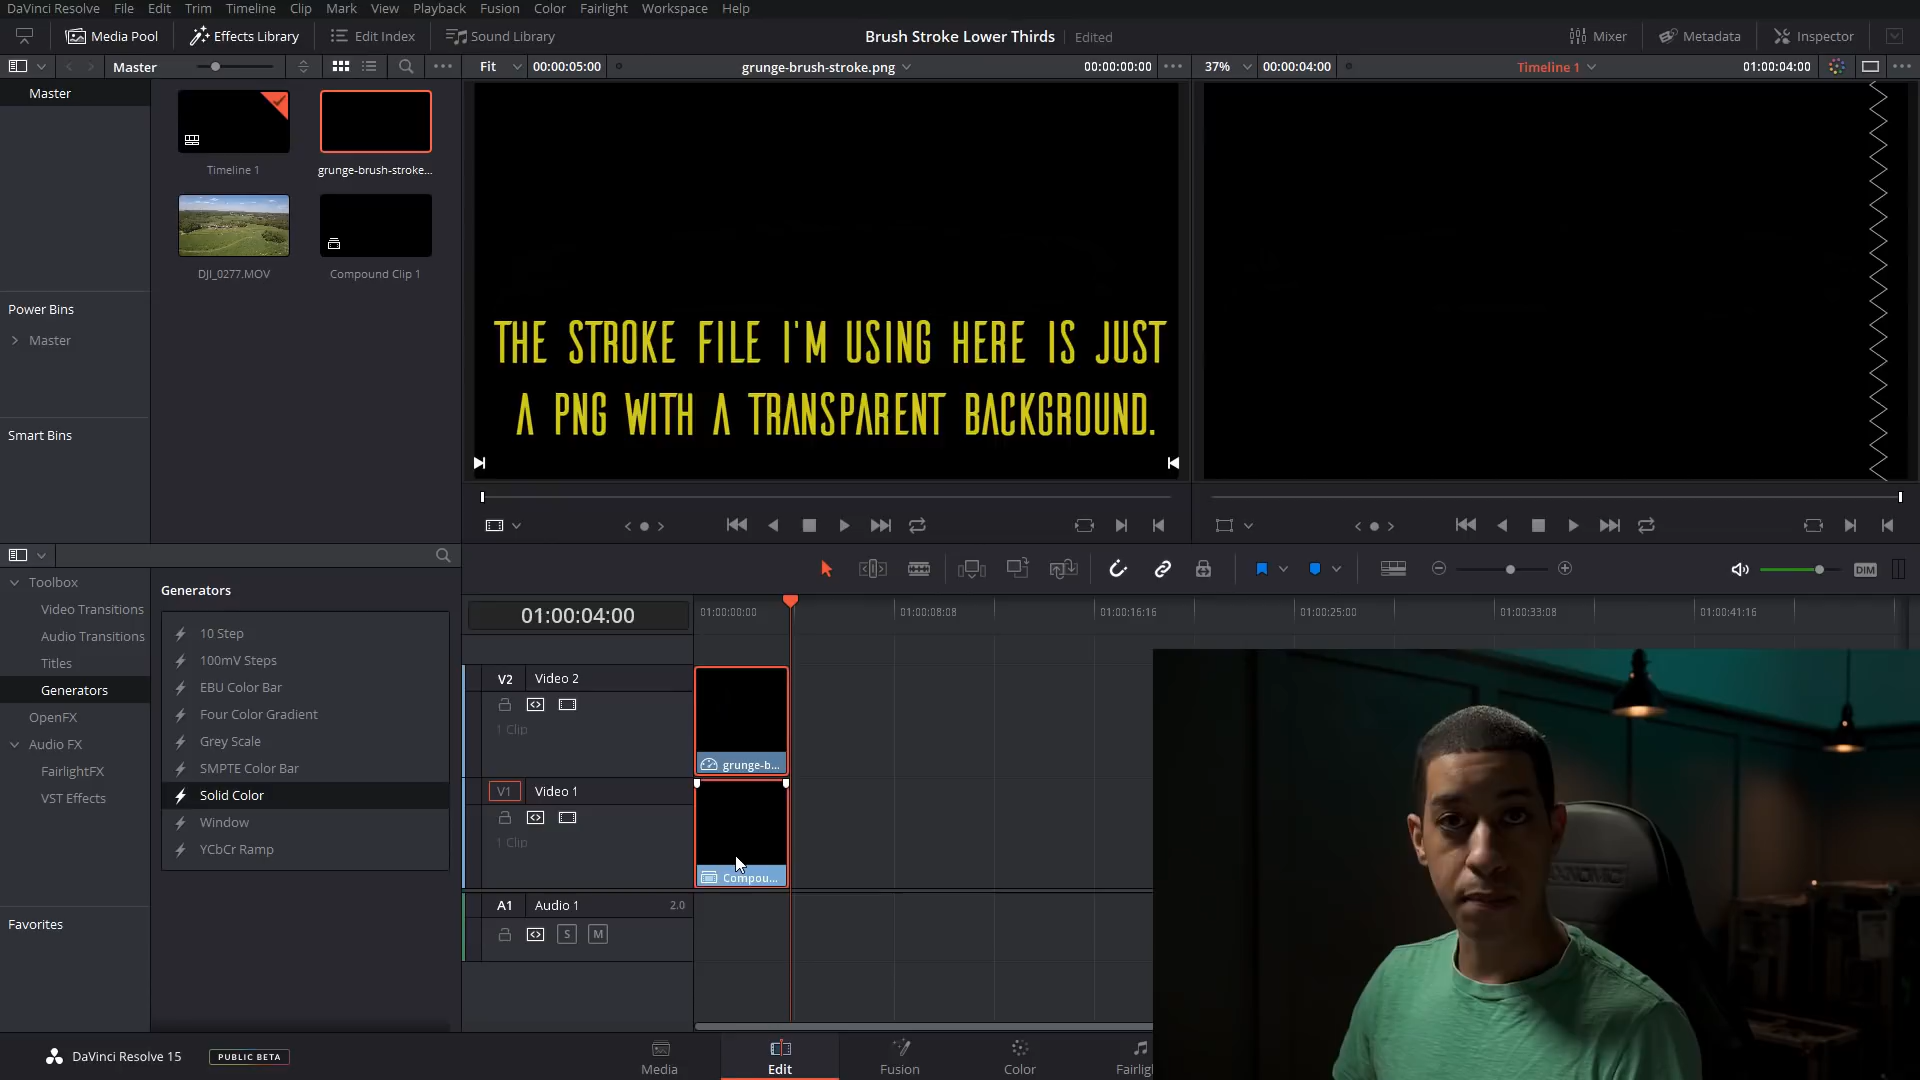 DaVinci Resolve File Edit Trim Timeline Clip Mark View Playback Fusion Color Fairlight Workspace Help
Media Pool Effects Library Edit Index Sound Library Brush Stroke Lower Thirds Edited Mixer Metadata Inspector
Master Fit 00:00:05:00 grunge-brush-stroke.png 00:00:00:00 37% 00:00:04:00 Timeline 1 01:00:04:00
Master
Timeline 1 grunge-brush-stroke...
DJI_0277.MOV Compound Clip 1
Power Bins
Master
Smart Bins
THE STROKE FILE I'M USING HERE IS JUST
A PNG WITH A TRANSPARENT BACKGROUND.
Toolbox
Video Transitions
Audio Transitions
Titles
Generators
OpenFX
Audio FX
FairlightFX
VST Effects
Favorites
Generators
10 Step
100mV Steps
EBU Color Bar
Four Color Gradient
Grey Scale
SMPTE Color Bar
Solid Color
Window
YCbCr Ramp
DIM
01:00:04:00 01:00:00:00 01:00:08:08 01:00:16:16 01:00:25:00 01:00:33:08 01:00:41:16
V2 Video 2
1 Clip
grunge-b...
V1 Video 1
1 Clip
Compou...
A1 Audio 1 2.0
S M
DaVinci Resolve 15 PUBLIC BETA Media Edit Fusion Color Fairlig